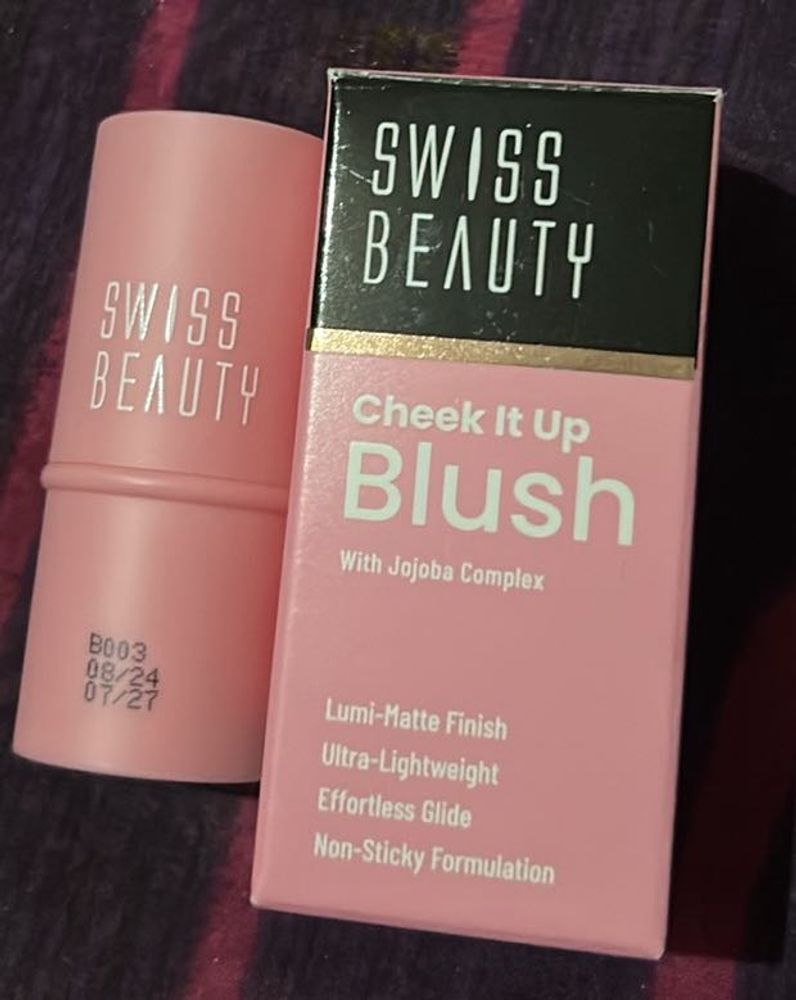 SWISS
BEAUTY
B003
08/24
07/27
SWISS
BEAUTY
Cheek It Up
Blush
With Jojoba Complex
Lumi-Matte Finish
Ultra-Lightweight
Effortless Glide
Non-Sticky Formulation